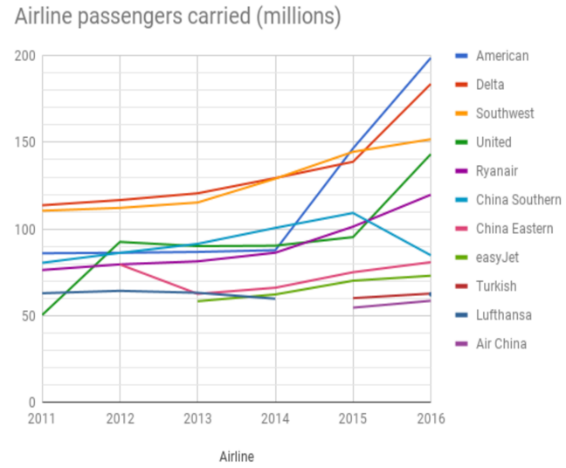 Airline passengers carried (millions)
200
150
100
50
0
2011 2012 2013 2014 2015 2016
Airline
American
Delta
Southwest
United
Ryanair
China Southern
China Eastern
easyJet
Turkish
Lufthansa
Air China